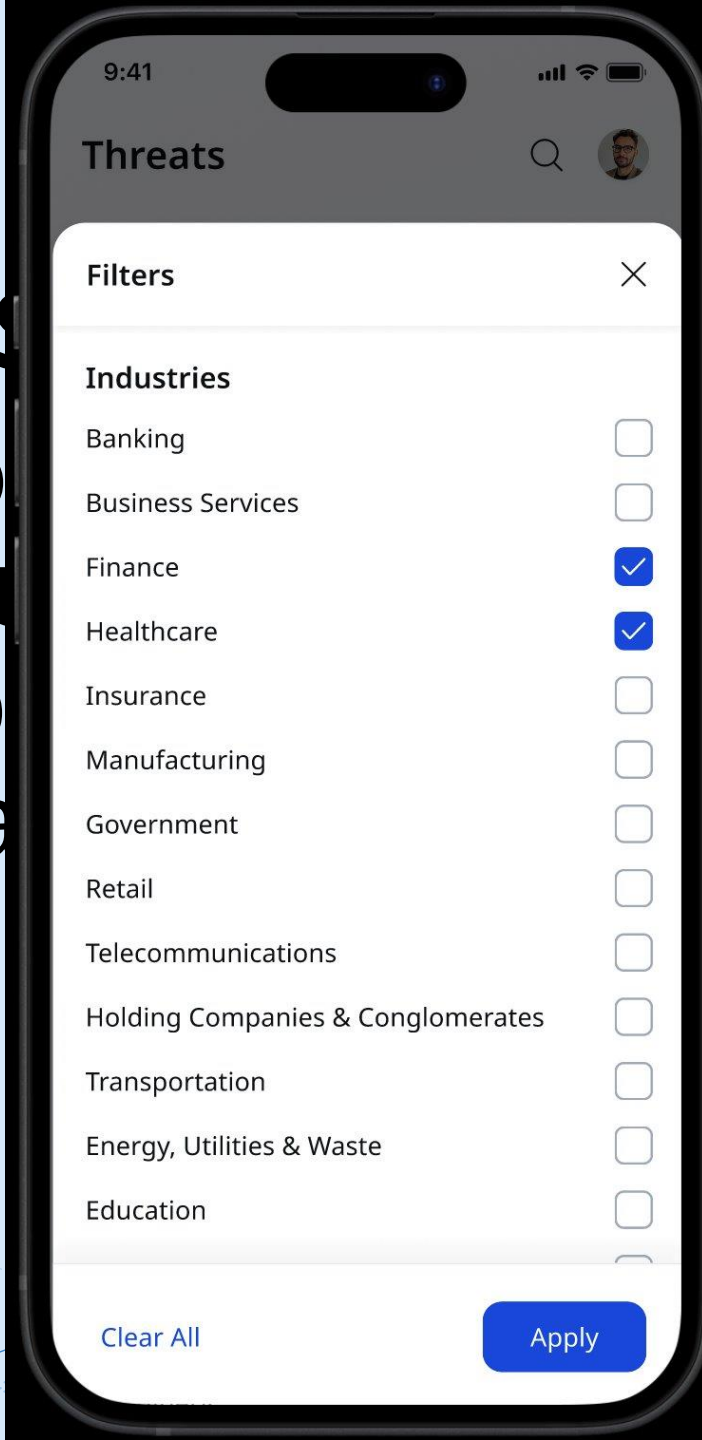 9:41
Threats
Filters
Industries
Banking
Business Services
Finance
Healthcare
Insurance
Manufacturing
Government
Retail
Telecommunications
Holding Companies & Conglomerates
Transportation
Energy, Utilities & Waste
Education
Clear All
Apply